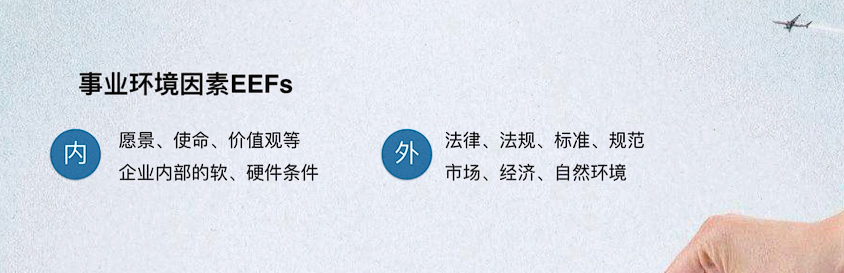 事业环境因素EEFs
内
愿景、使命、价值观等
企业内部的软、硬件条件
外
法律、法规、标准、规范
市场、经济、自然环境